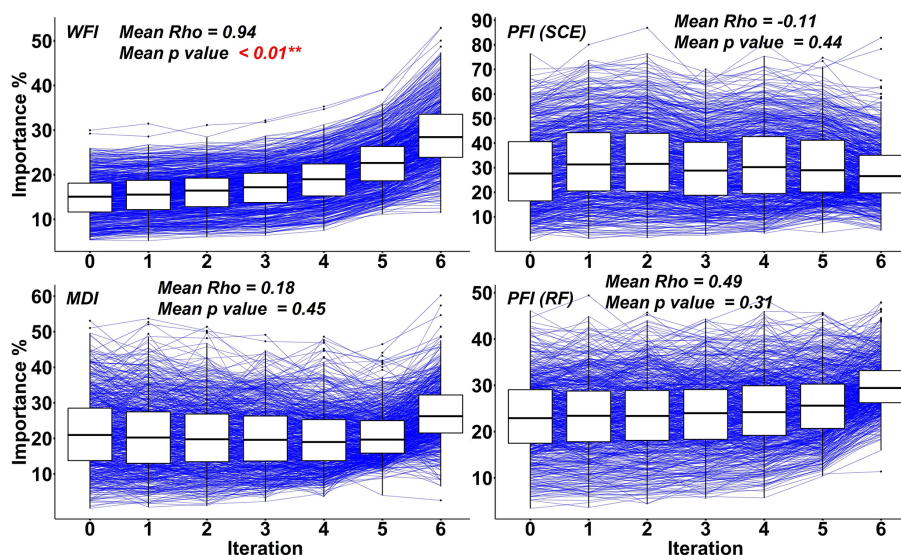 WFI
Mean Rho = 0.94
Mean p value < 0.01**
Importance %
50
40
30
20
10
0 1 2 3 4 5 6
PFI (SCE)
Mean Rho = -0.11
Mean p value = 0.44
90
80
70
60
50
40
30
20
10
0 1 2 3 4 5 6
MDI
Mean Rho = 0.18
Mean p value = 0.45
Importance %
60
50
40
30
20
10
0 1 2 3 4 5 6
Iteration
PFI (RF)
Mean Rho = 0.49
Mean p value = 0.31
50
40
30
20
10
0 1 2 3 4 5 6
Iteration